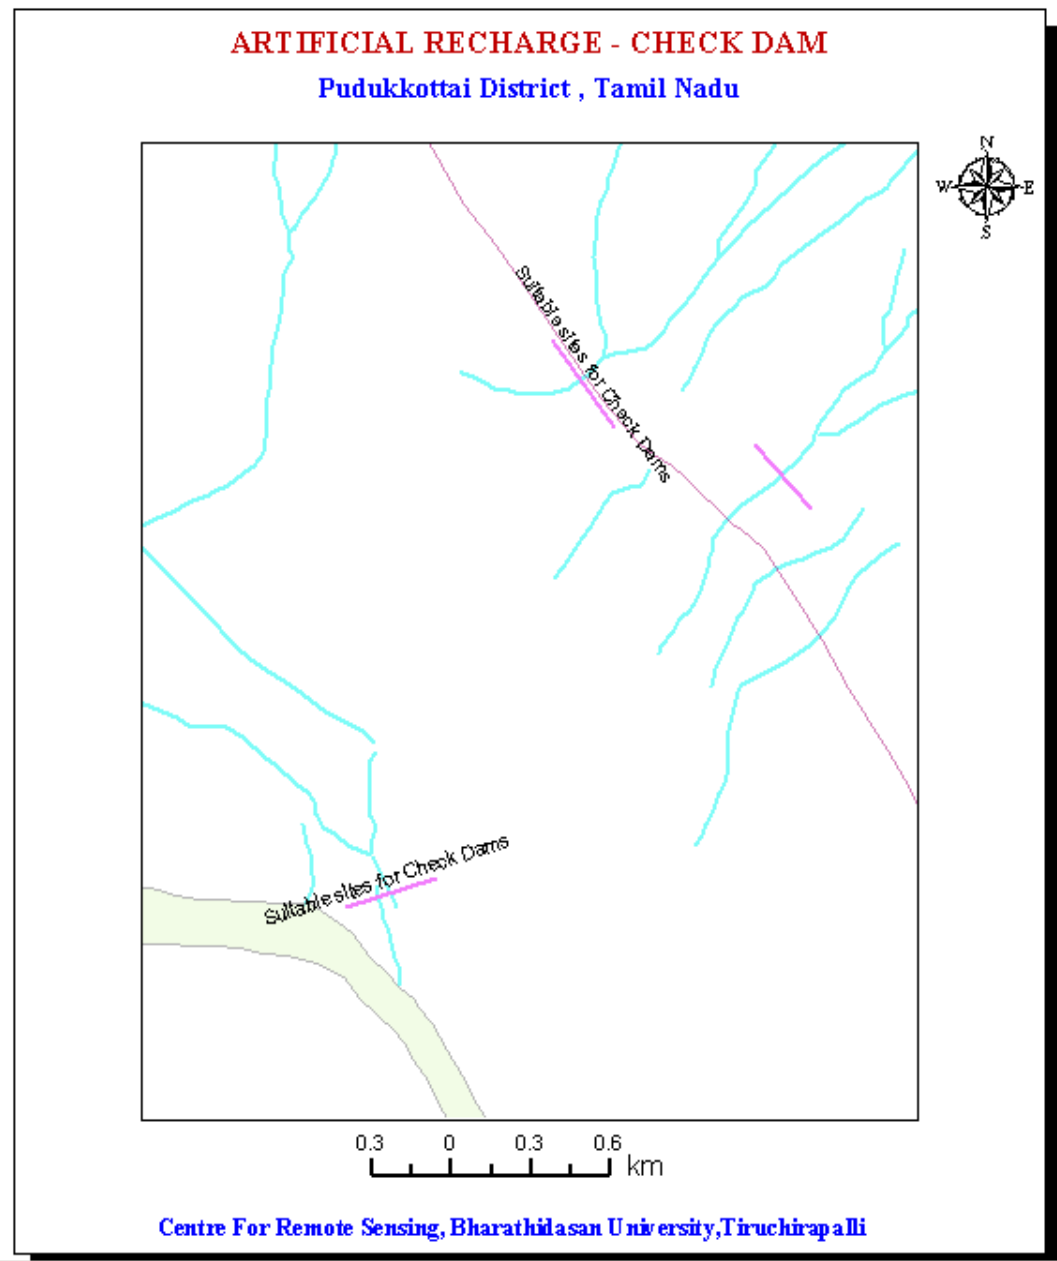 ARTIFICIAL RECHARGE - CHECK DAM
Pudukkottai District , Tamil Nadu
N
W E
S
Suitable sites for Check Dams
Suitable sites for Check Dams
0.3 0 0.3 0.6
km
Centre For Remote Sensing, Bharathidasan University,Tiruchirapalli